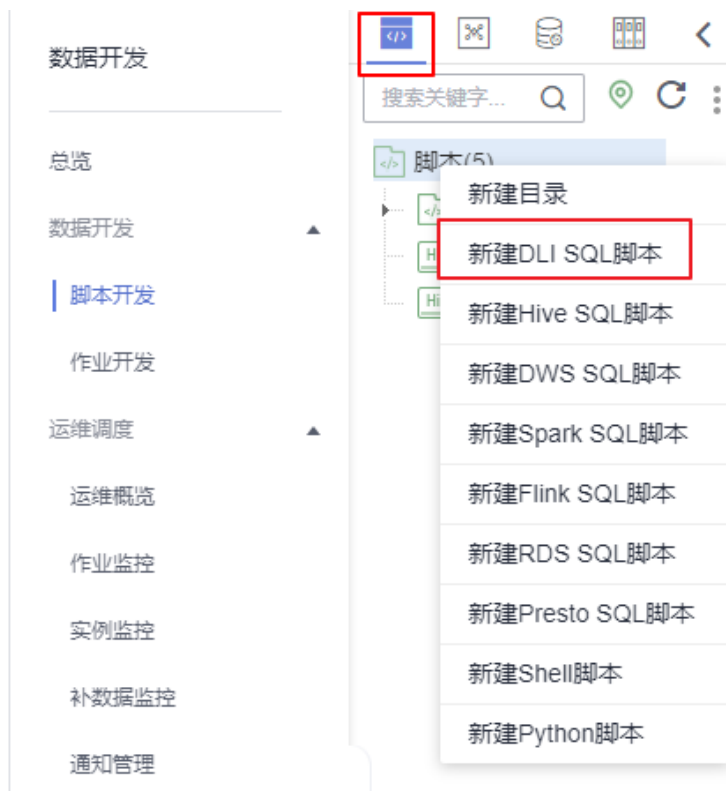 数据开发
总览
数据开发
脚本开发
作业开发
运维调度
运维概览
作业监控
实例监控
补数据监控
通知管理
搜索关键字...
脚本(5)
新建目录
新建DLI SQL脚本
新建Hive SQL脚本
新建DWS SQL脚本
新建Spark SQL脚本
新建Flink SQL脚本
新建RDS SQL脚本
新建Presto SQL脚本
新建Shell脚本
新建Python脚本